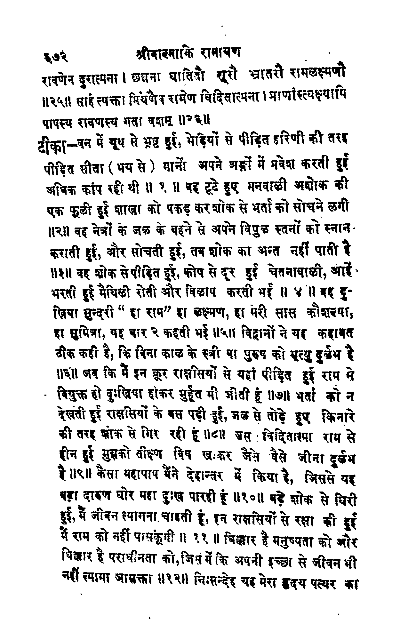 ६७२ श्रीवाल्मीकि रामायण
रावणेन दुरात्मना । छद्मना घातितौ शूरौ भ्रातरौ रामलक्ष्मणौ
॥२५॥ साहं त्यक्ता प्रियेणैव रामेण विदितात्मना । प्राणांस्त्यक्ष्यामि
पापस्य रावणस्य गता वशम् ॥२६॥
टीका—वन में यूथ से भ्रष्ट हुई, भेड़ियों से पीड़ित हरिणी की तरह
पीड़ित सीता (भय से) मानों अपने अङ्गों में प्रवेश करती हुई
अधिक कांप रही थी ॥ १ ॥ वह टूटे हुए मनवाली अशोक की
एक फूली हुई शाखा को पकड़ कर शोक से भर्ता को सोचने लगी
॥२॥ वह नेत्रों के जल के बहने से अपने विपुल स्तनों को स्नान
कराती हुई, और सोचती हुई, तब शोक का अन्त नहीं पाती है
॥३॥ वह शोक से पीड़ित हुई, कोप से दूर हुई चेतनावाली, आहें
भरती हुई मैथिली रोती और विलाप करती भई ॥ ४ ॥ वह दु-
खिया सुन्दरी "हा राम" हा लक्ष्मण, हा मेरी सास कौशल्या,
हा सुमित्रा, यह बार २ कहती भई ॥५॥ विद्वानों ने यह कहावत
ठीक कही है, कि बिना काल के स्त्री वा पुरुष को मृत्यु दुर्लभ है
॥६॥ जब कि मैं इन क्रूर राक्षसियों से यहां पीड़ित हुई राम से
वियुक्त हो दुःखिया होकर मुहूर्त भी जीती हूं ॥७॥ भर्ता को न
देखती हुई राक्षसियों के बस पड़ी हुई, जल से तोड़े हुए किनारे
की तरह शोक से गिर रही हूं ॥८॥ उस विदितात्मा राम से
हीन हुई मुझको तीक्ष्ण विष खाकर जैसे वैसे जीना दुर्लभ
है ॥९॥ कैसा महापाप मैंने देहान्तर में किया है, जिससे यह
बड़ा दारुण घोर महा दुःख पारही हूं ॥१०॥ बड़े शोक से घिरी
हुई, मैं जीवन त्यागना चाहती हूं, इन राक्षसियों से रक्षा की हुई
मैं राम को नहीं पासकूंगी ॥ ११ ॥ धिक्कार है मनुष्यता को और
धिक्कार है पराधीनता को, जिसमें कि अपनी इच्छा से जीवन भी
नहीं त्यागा जासक्ता ॥१२॥ निःसन्देह यह मेरा हृदय पत्थर का